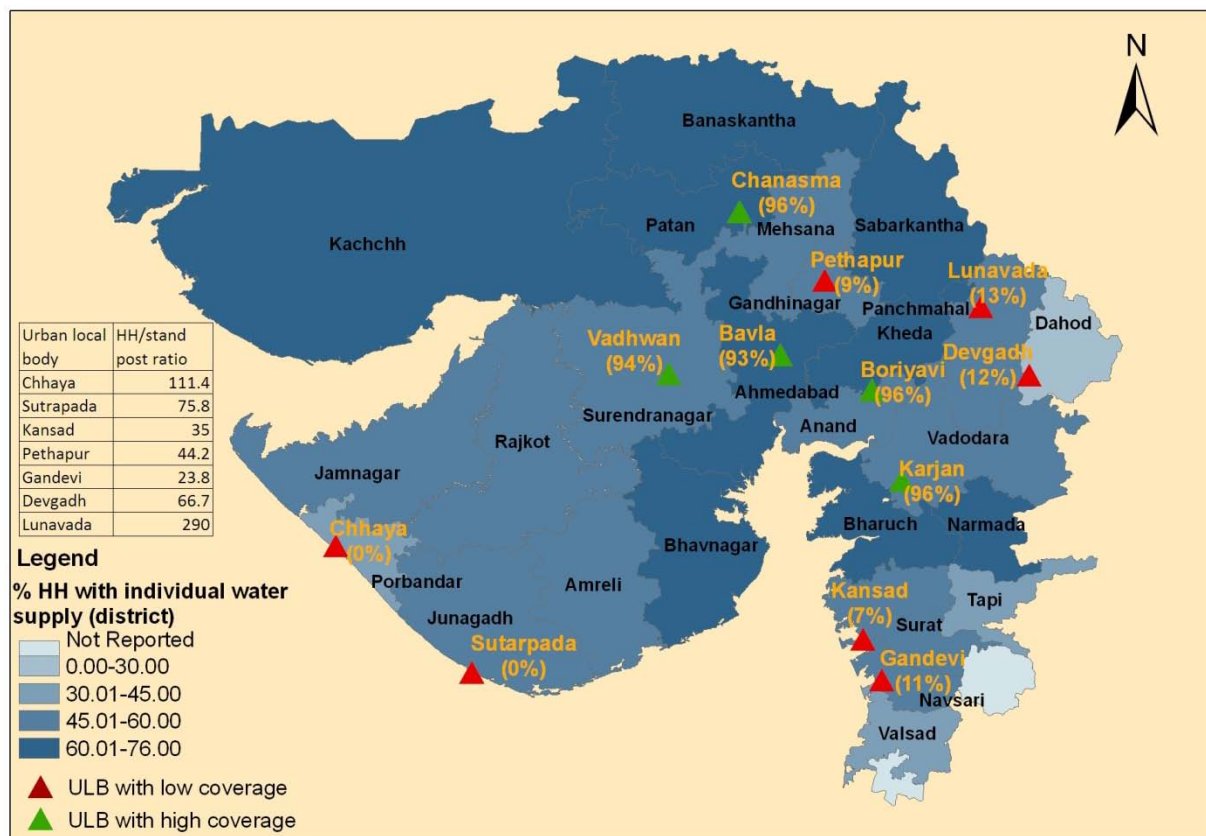 N
Banaskantha
Chanasma
(96%)
Patan
Mehsana
Sabarkantha
Kachchh
Pethapur
(9%)
Lunavada
(13%)
Gandhinagar
Panchmahal
Dahod
Kheda
Vadhwan
(94%)
Bavla
(93%)
Devgadh
(12%)
Boriyavi
(96%)
Ahmedabad
Surendranagar
Anand
Vadodara
Rajkot
Jamnagar
Karjan
(96%)
Bharuch
Narmada
Chhaya
(0%)
Bhavnagar
Porbandar
Amreli
Junagadh
Kansad
(7%)
Tapi
Surat
Sutarpada
(0%)
Gandevi
(11%)
Navsari
Valsad
Urban local HH/stand
body post ratio
Chhaya 111.4
Sutrapada 75.8
Kansad 35
Pethapur 44.2
Gandevi 23.8
Devgadh 66.7
Lunavada 290
Legend
% HH with individual water
supply (district)
Not Reported
0.00-30.00
30.01-45.00
45.01-60.00
60.01-76.00
ULB with low coverage
ULB with high coverage